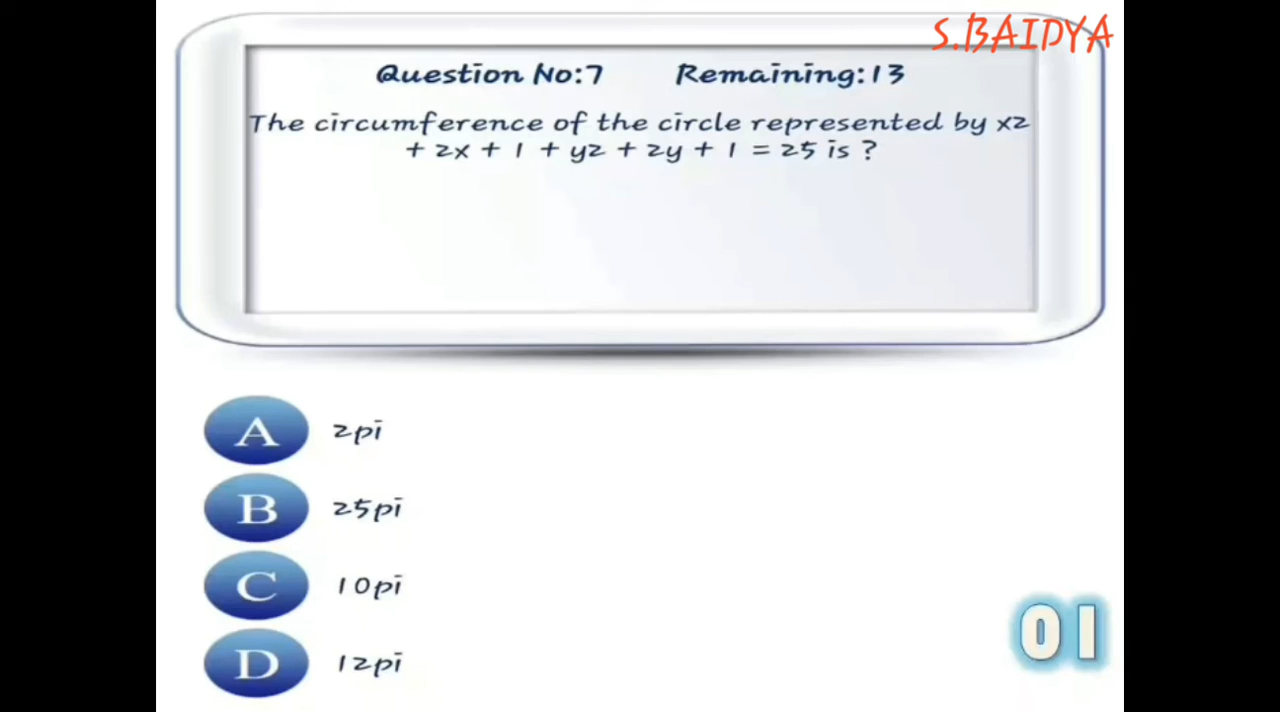 S.BAIDYA
Question No:7 Remaining:13
The circumference of the circle represented by x2
+ 2x + 1 + y2 + 2y + 1 = 25 is ?
A 2pi
B 25pi
C 10pi
D 12pi
01